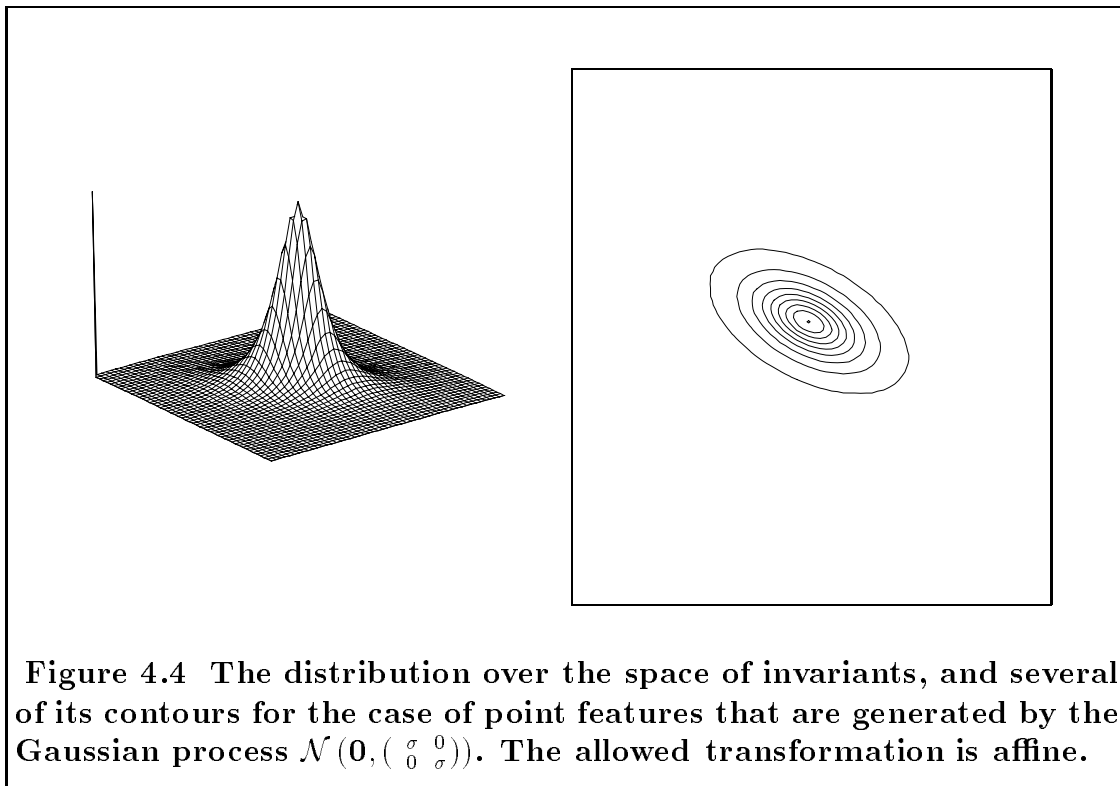 Figure 4.4 The distribution over the space of invariants, and several
of its contours for the case of point features that are generated by the
Gaussian process 𝒩(0, ( σ 0 0 σ )). The allowed transformation is affine.